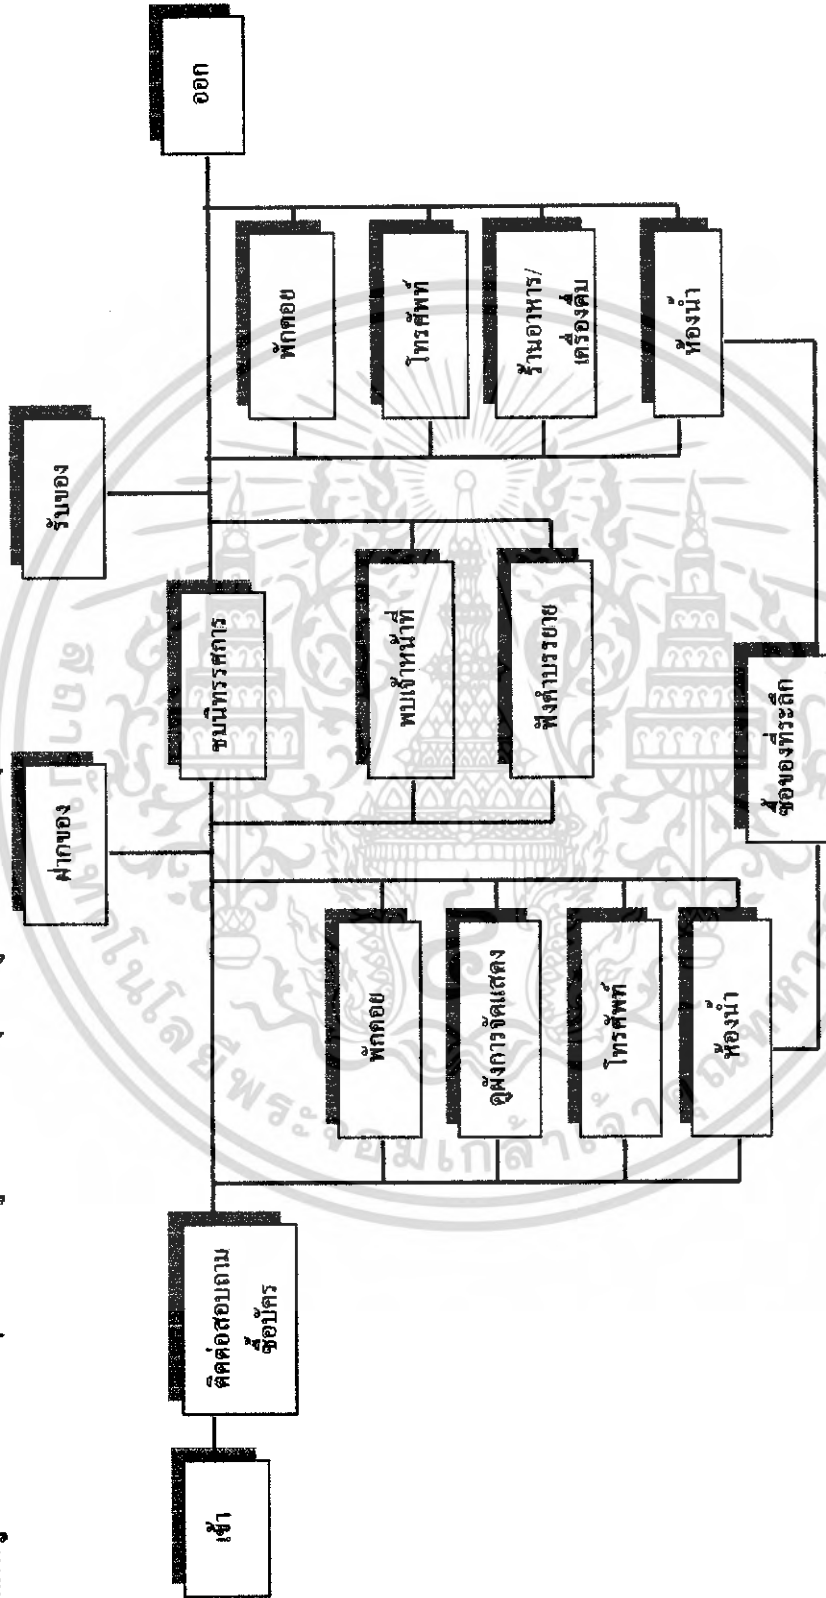 เข้า
ติดต่อสอบถาม
ซื้อบัตร
ฝากของ
รับของ
ออก
พักคอย
ดูผังการจัดแสดง
โทรศัพท์
ห้องน้ำ
ชมนิทรรศการ
พบเจ้าหน้าที่
ฟังคำบรรยาย
พักคอย
โทรศัพท์
ร้านอาหาร/
เครื่องดื่ม
ห้องน้ำ
ซื้อของที่ระลึก